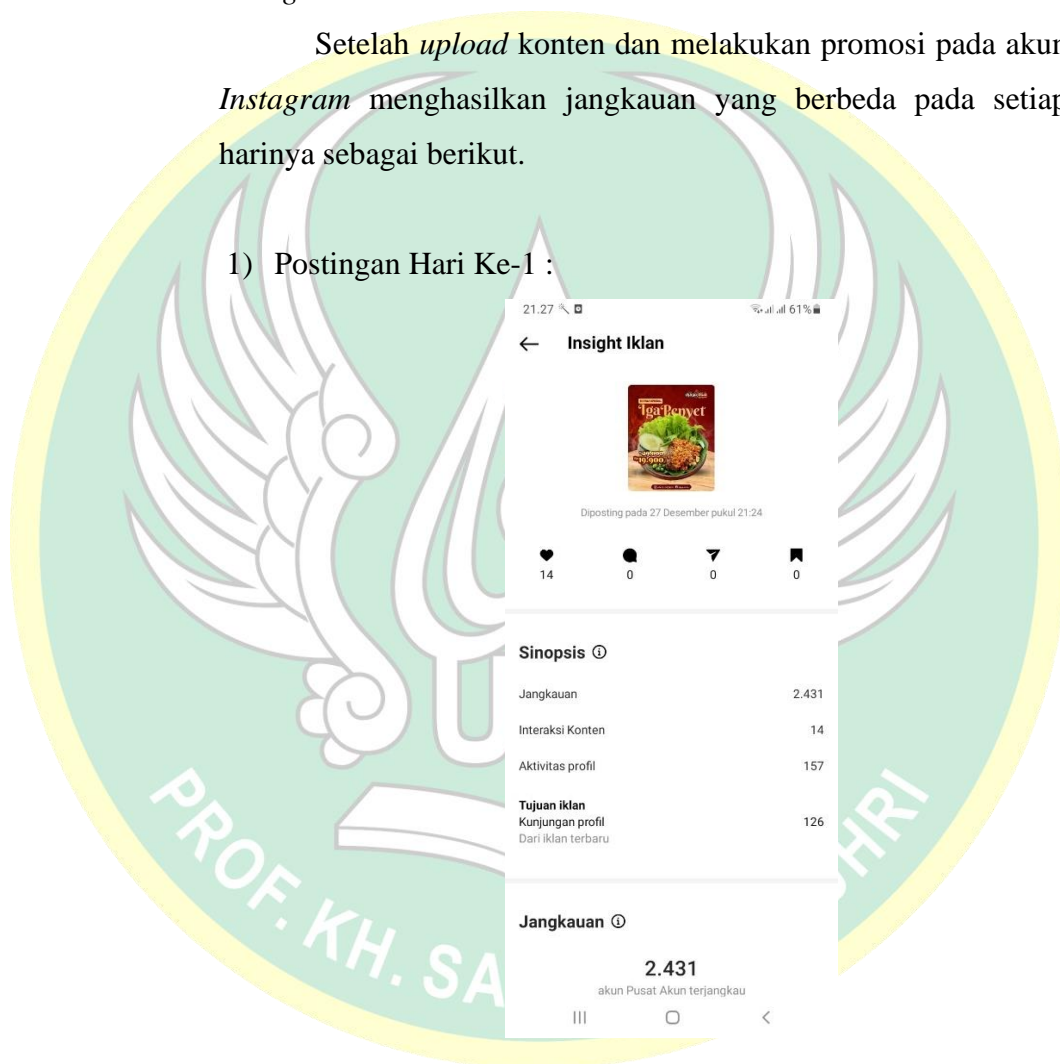 Setelah upload konten dan melakukan promosi pada akun
Instagram menghasilkan jangkauan yang berbeda pada setiap
harinya sebagai berikut.
1) Postingan Hari Ke-1 :
21.27 61%
Insight Iklan
Iga Penyet
19.900
Diposting pada 27 Desember pukul 21:24
14 0 0 0
Sinopsis
Jangkauan 2.431
Interaksi Konten 14
Aktivitas profil 157
Tujuan iklan
Kunjungan profil 126
Dari iklan terbaru
Jangkauan
2.431
akun Pusat Akun terjangkau
PROF. KH. SA